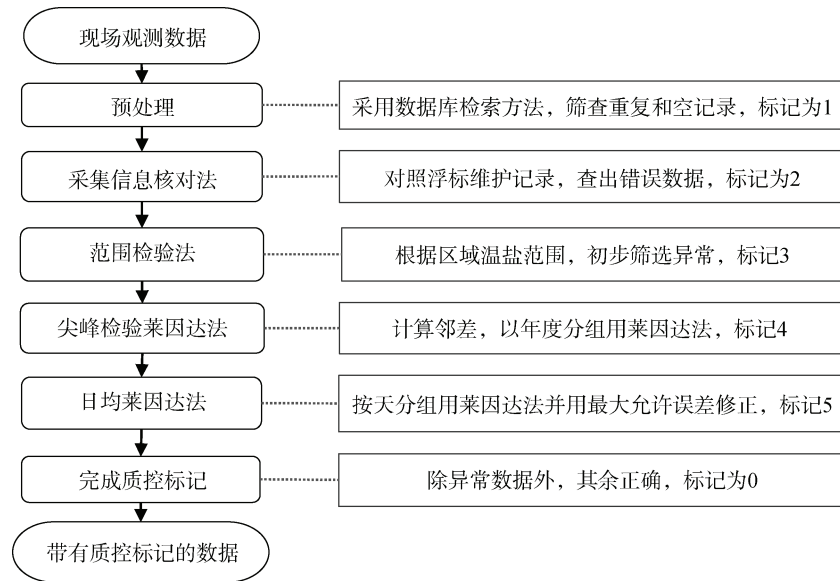 现场观测数据
预处理
采用数据库检索方法，筛查重复和空记录，标记为1
采集信息核对法
对照浮标维护记录，查出错误数据，标记为2
范围检验法
根据区域温盐范围，初步筛选异常，标记3
尖峰检验莱因达法
计算邻差，以年度分组用莱因达法，标记4
日均莱因达法
按天分组用莱因达法并用最大允许误差修正，标记5
完成质控标记
除异常数据外，其余正确，标记为0
带有质控标记的数据